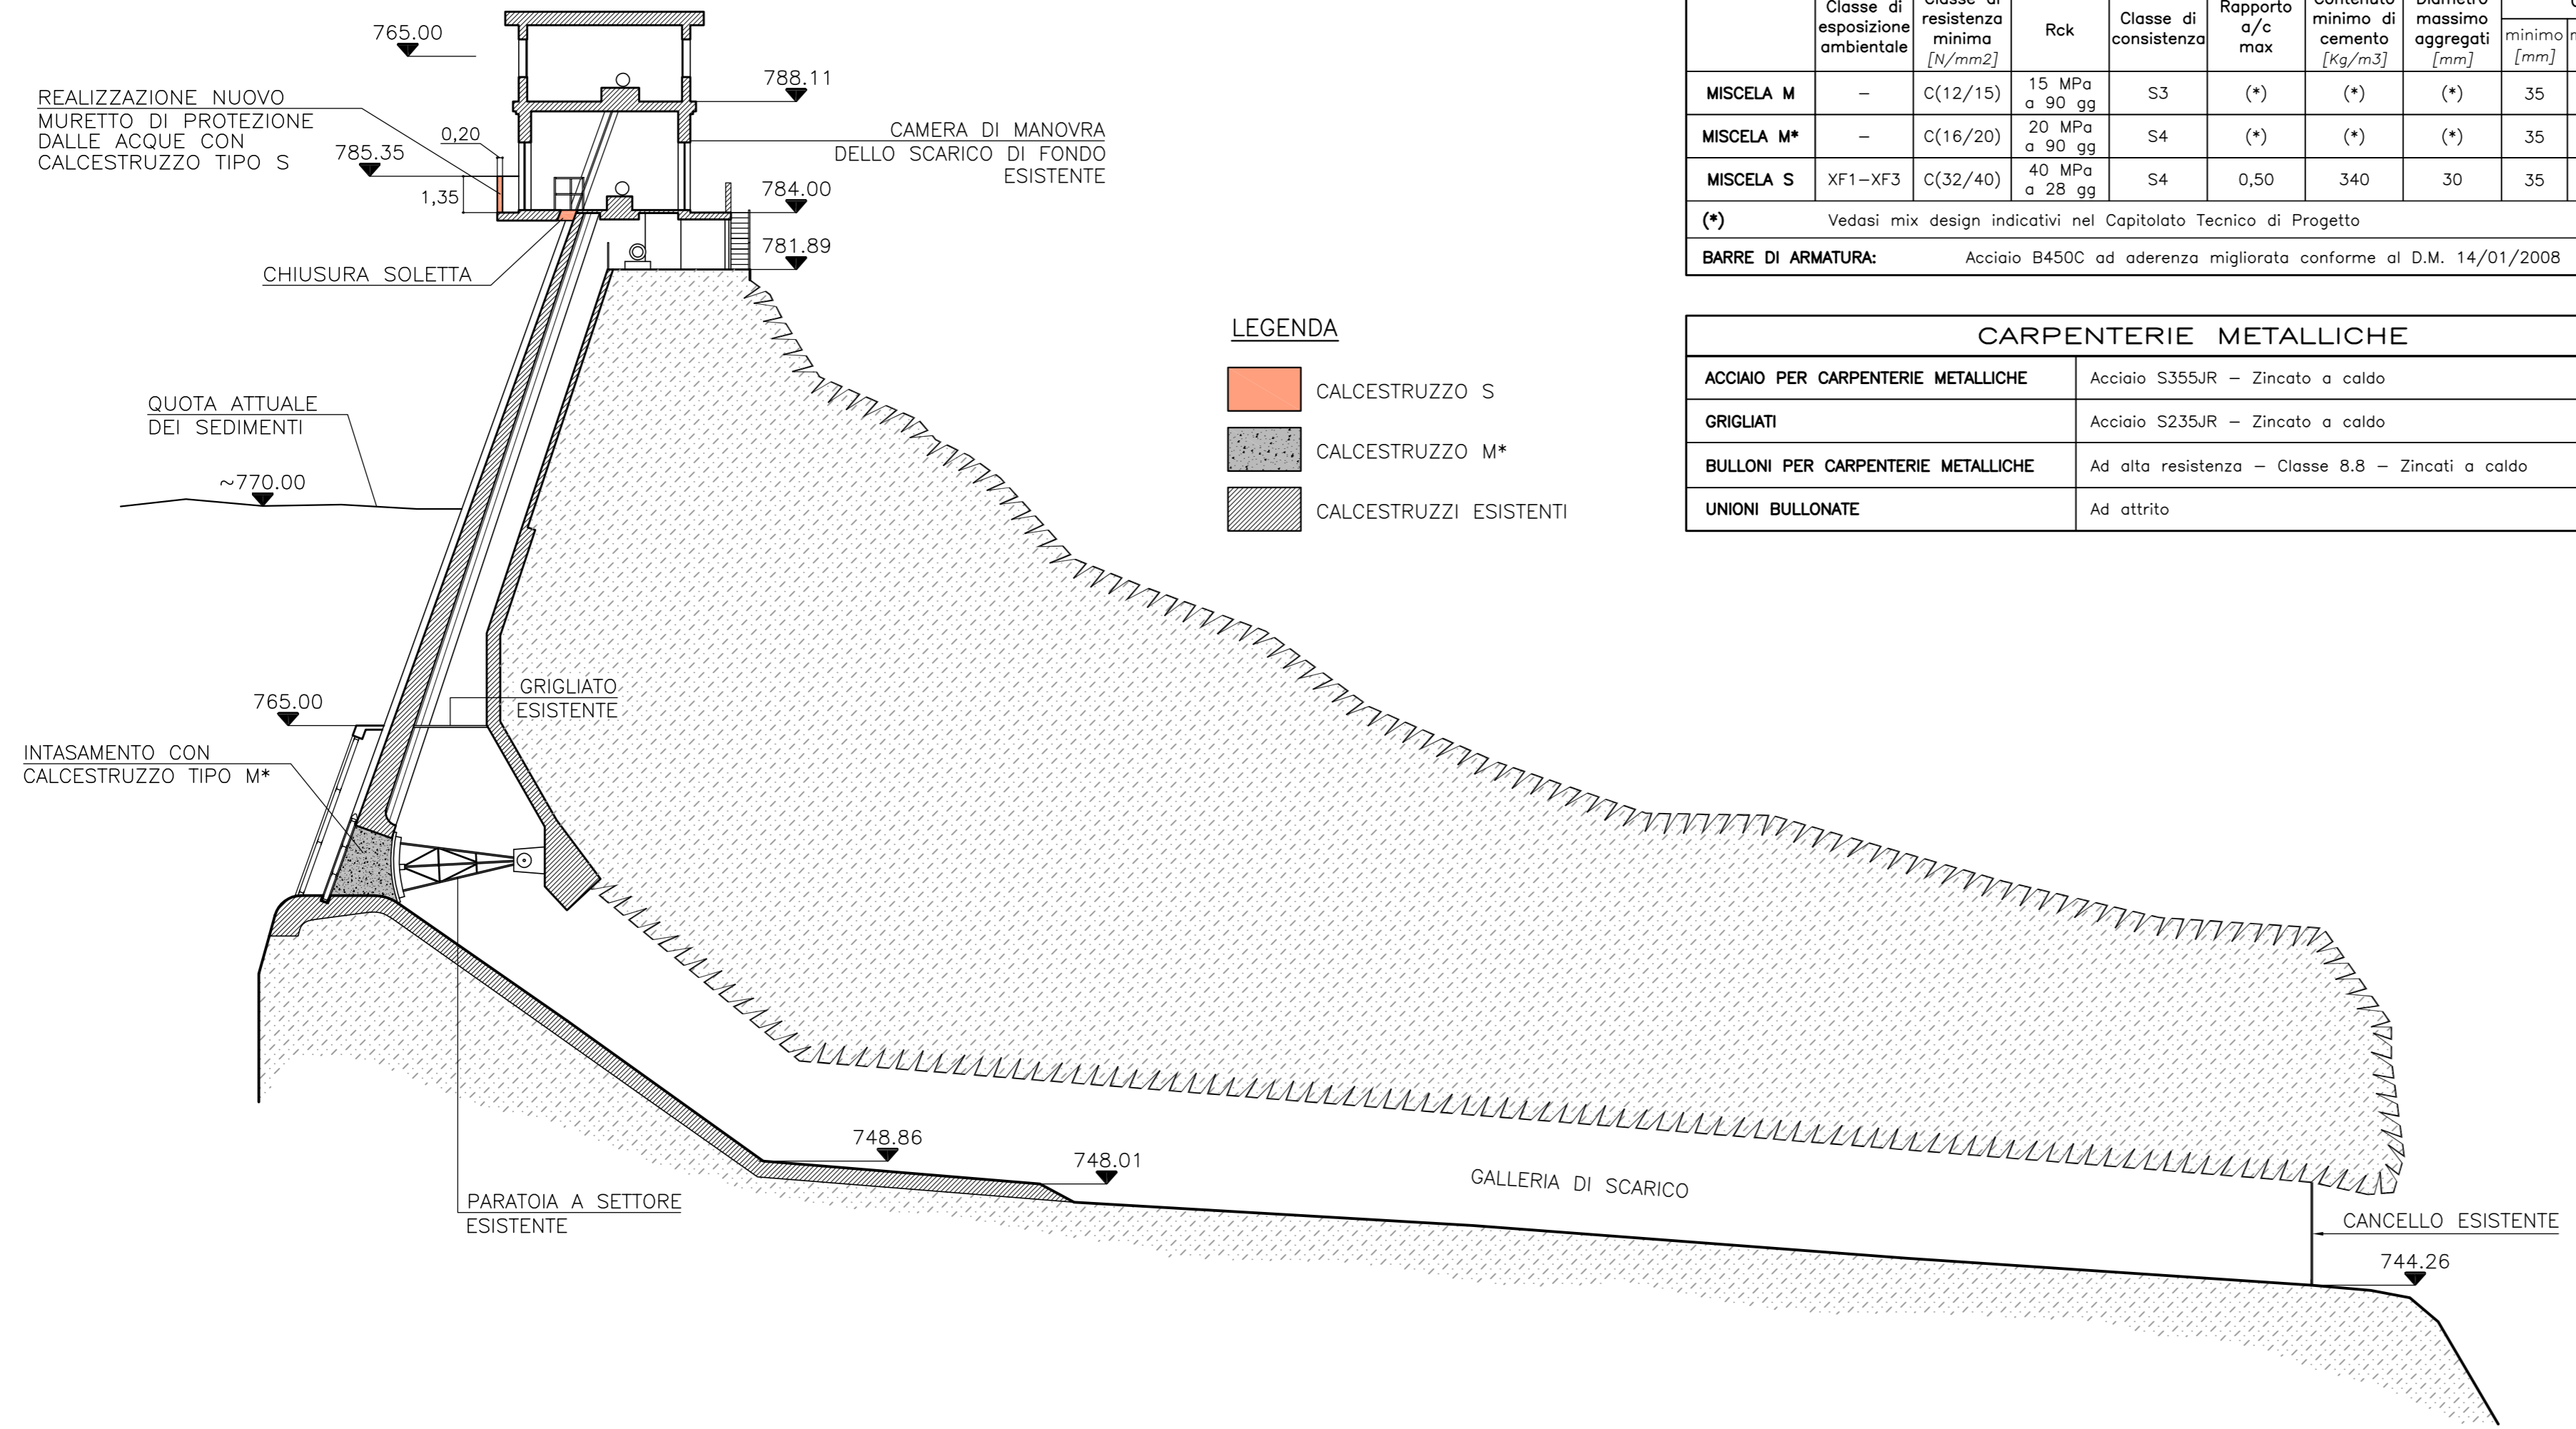 765.00
788.11
REALIZZAZIONE NUOVO
MURETTO DI PROTEZIONE
DALLE ACQUE CON
CALCESTRUZZO TIPO S
0,20
785.35
1,35
CAMERA DI MANOVRA
DELLO SCARICO DI FONDO
ESISTENTE
784.00
781.89
CHIUSURA SOLETTA
QUOTA ATTUALE
DEI SEDIMENTI
~770.00
GRIGLIATO
ESISTENTE
765.00
INTASAMENTO CON
CALCESTRUZZO TIPO M*
748.86
748.01
PARATOIA A SETTORE
ESISTENTE
GALLERIA DI SCARICO
CANCELLO ESISTENTE
744.26
LEGENDA
CALCESTRUZZO S
CALCESTRUZZO M*
CALCESTRUZZI ESISTENTI
Classe di
esposizione
ambientale
Classe di
resistenza
minima
[N/mm2]
Rck
Classe di
consistenza
Rapporto
a/c
max
Contenuto
minimo di
cemento
[Kg/m3]
Diametro
massimo
aggregati
[mm]
minimo
[mm]
MISCELA M – C(12/15) 15 MPa a 90 gg S3 (*) (*) (*) 35
MISCELA M* – C(16/20) 20 MPa a 90 gg S4 (*) (*) (*) 35
MISCELA S XF1–XF3 C(32/40) 40 MPa a 28 gg S4 0,50 340 30 35
(*) Vedasi mix design indicativi nel Capitolato Tecnico di Progetto
BARRE DI ARMATURA: Acciaio B450C ad aderenza migliorata conforme al D.M. 14/01/2008
CARPENTERIE METALLICHE
ACCIAIO PER CARPENTERIE METALLICHE Acciaio S355JR – Zincato a caldo
GRIGLIATI Acciaio S235JR – Zincato a caldo
BULLONI PER CARPENTERIE METALLICHE Ad alta resistenza – Classe 8.8 – Zincati a caldo
UNIONI BULLONATE Ad attrito